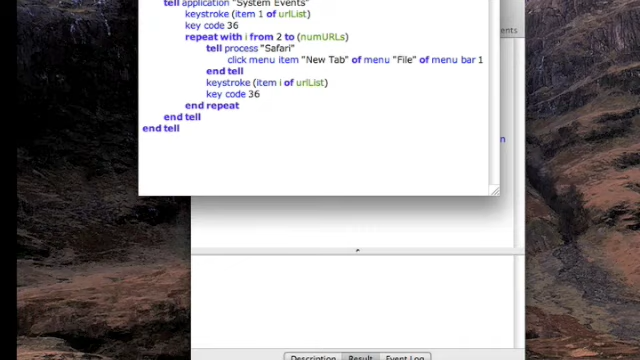 tell application "System Events"
keystroke (item 1 of urlList)
key code 36
repeat with i from 2 to (numURLs)
tell process "Safari"
click menu item "New Tab" of menu "File" of menu bar 1
end tell
keystroke (item i of urlList)
key code 36
end repeat
end tell
end tell
Description Result Event Log